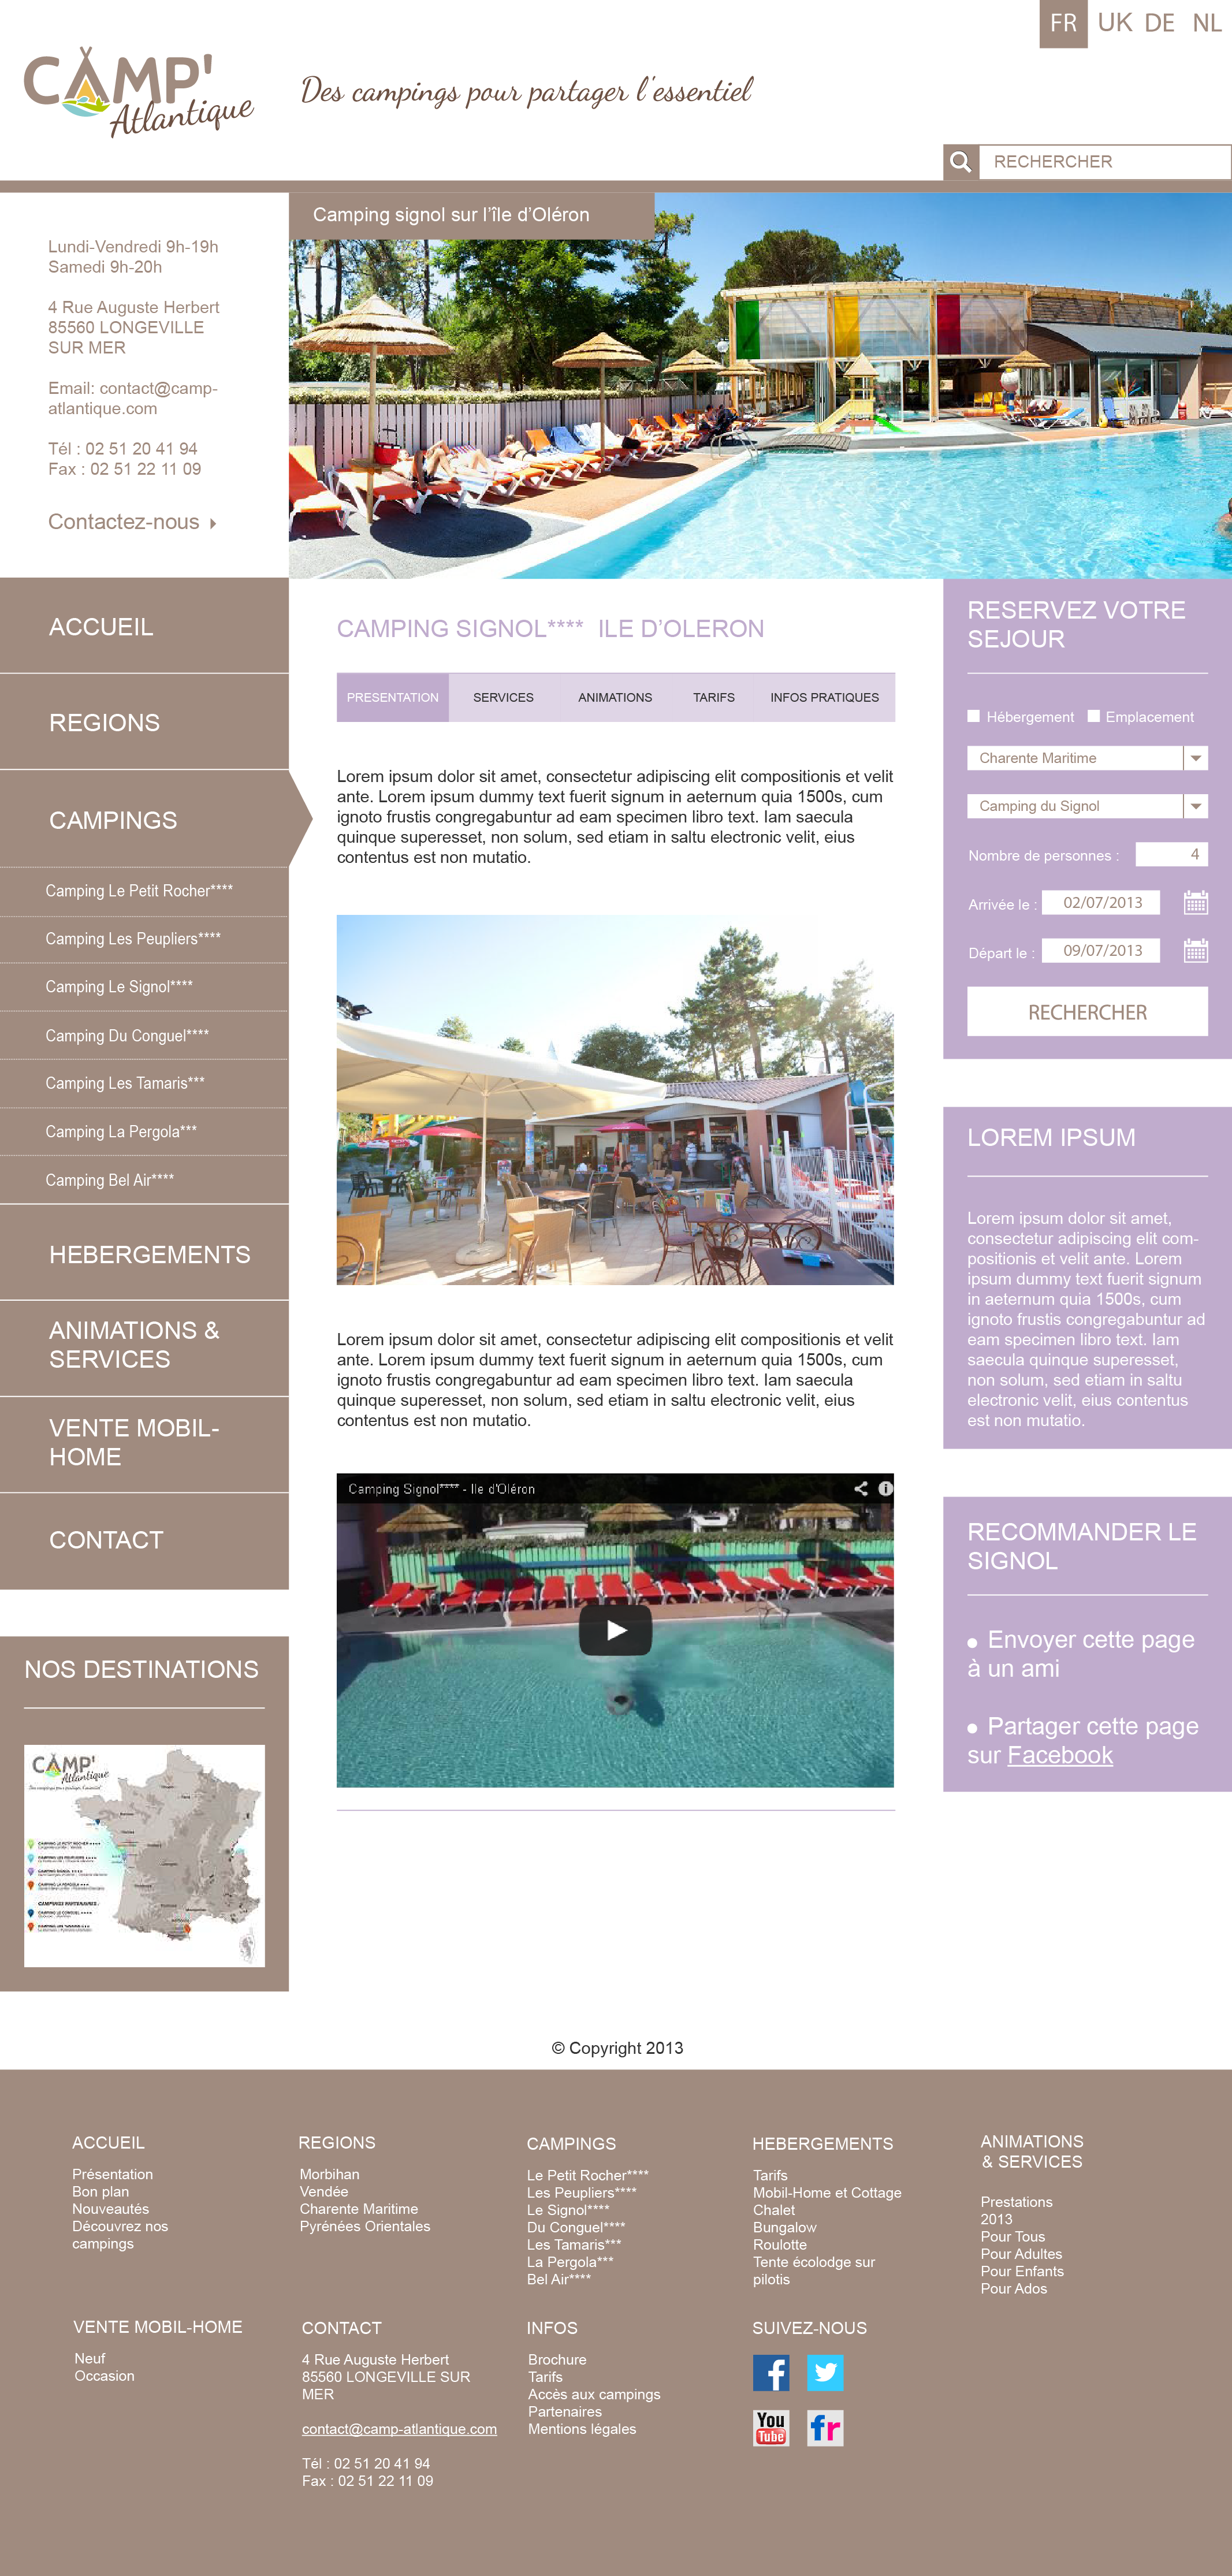 FR UK DE NL
CAMP'
Atlantique
Des campings pour partager l'essentiel
RECHERCHER
Camping signol sur l’île d’Oléron
Lundi-Vendredi 9h-19h
Samedi 9h-20h
4 Rue Auguste Herbert
85560 LONGEVILLE
SUR MER
Email: contact@camp-
atlantique.com
Tél : 02 51 20 41 94
Fax : 02 51 22 11 09
Contactez-nous
ACCUEIL
REGIONS
CAMPINGS
Camping Le Petit Rocher****
Camping Les Peupliers****
Camping Le Signol****
Camping Du Conguel****
Camping Les Tamaris***
Camping La Pergola***
Camping Bel Air****
HEBERGEMENTS
ANIMATIONS &
SERVICES
VENTE MOBIL-
HOME
CONTACT
NOS DESTINATIONS
CAMP'
Atlantique
CAMPING SIGNOL**** ILE D’OLERON
PRESENTATION SERVICES ANIMATIONS TARIFS INFOS PRATIQUES
Lorem ipsum dolor sit amet, consectetur adipiscing elit compositionis et velit
ante. Lorem ipsum dummy text fuerit signum in aeternum quia 1500s, cum
ignoto frustis congregabuntur ad eam specimen libro text. Iam saecula
quinque superesset, non solum, sed etiam in saltu electronic velit, eius
contentus est non mutatio.
Lorem ipsum dolor sit amet, consectetur adipiscing elit compositionis et velit
ante. Lorem ipsum dummy text fuerit signum in aeternum quia 1500s, cum
ignoto frustis congregabuntur ad eam specimen libro text. Iam saecula
quinque superesset, non solum, sed etiam in saltu electronic velit, eius
contentus est non mutatio.
Camping Signol**** - Ile d'Oléron
RESERVEZ VOTRE
SEJOUR
Hébergement Emplacement
Charente Maritime
Camping du Signol
Nombre de personnes : 4
Arrivée le : 02/07/2013
Départ le : 09/07/2013
RECHERCHER
LOREM IPSUM
Lorem ipsum dolor sit amet,
consectetur adipiscing elit com-
positionis et velit ante. Lorem
ipsum dummy text fuerit signum
in aeternum quia 1500s, cum
ignoto frustis congregabuntur ad
eam specimen libro text. Iam
saecula quinque superesset,
non solum, sed etiam in saltu
electronic velit, eius contentus
est non mutatio.
RECOMMANDER LE
SIGNOL
● Envoyer cette page
à un ami
● Partager cette page
sur Facebook
© Copyright 2013
ACCUEIL
Présentation
Bon plan
Nouveautés
Découvrez nos
campings
REGIONS
Morbihan
Vendée
Charente Maritime
Pyrénées Orientales
CAMPINGS
Le Petit Rocher****
Les Peupliers****
Le Signol****
Du Conguel****
Les Tamaris***
La Pergola***
Bel Air****
HEBERGEMENTS
Tarifs
Mobil-Home et Cottage
Chalet
Bungalow
Roulotte
Tente écolodge sur
pilotis
ANIMATIONS
& SERVICES
Prestations
2013
Pour Tous
Pour Adultes
Pour Enfants
Pour Ados
VENTE MOBIL-HOME
Neuf
Occasion
CONTACT
4 Rue Auguste Herbert
85560 LONGEVILLE SUR
MER
contact@camp-atlantique.com
Tél : 02 51 20 41 94
Fax : 02 51 22 11 09
INFOS
Brochure
Tarifs
Accès aux campings
Partenaires
Mentions légales
SUIVEZ-NOUS
You
Tube
fr